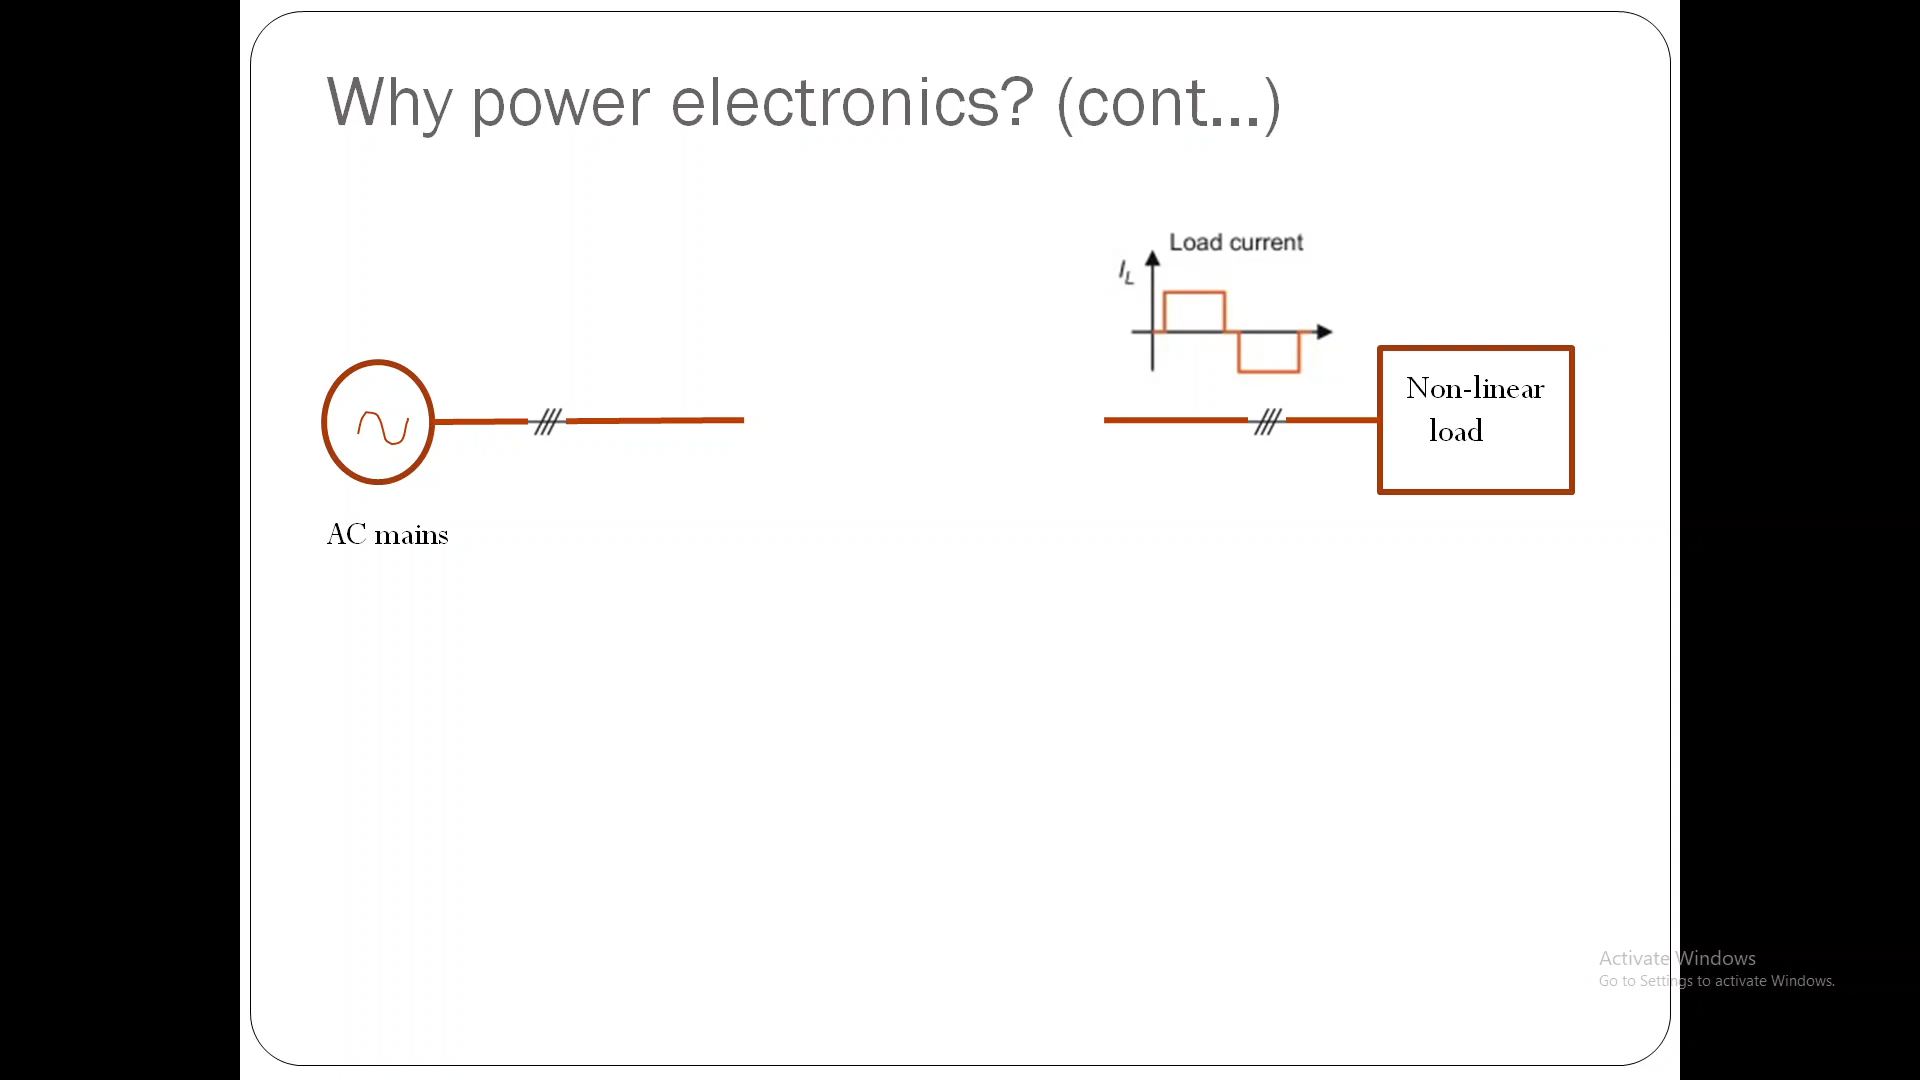 Why power electronics? (cont...)
Load current
I_L
Non-linear
load
AC mains
Activate Windows
Go to Settings to activate Windows.